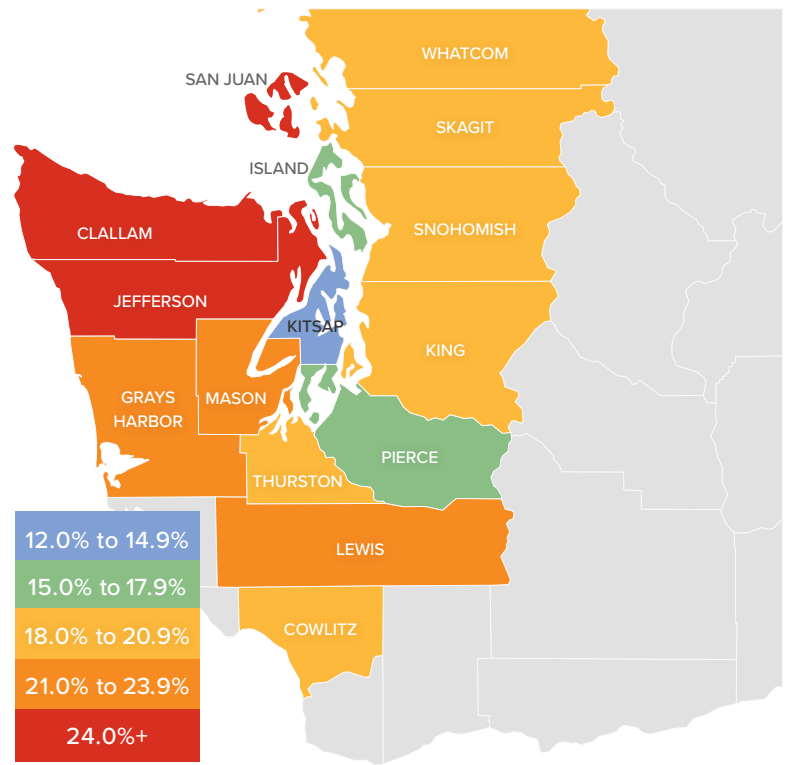 WHATCOM
SAN JUAN
SKAGIT
ISLAND
CLALLAM
SNOHOMISH
JEFFERSON
KITSAP
KING
GRAYS
HARBOR
MASON
PIERCE
THURSTON
LEWIS
COWLITZ
12.0% to 14.9%
15.0% to 17.9%
18.0% to 20.9%
21.0% to 23.9%
24.0%+